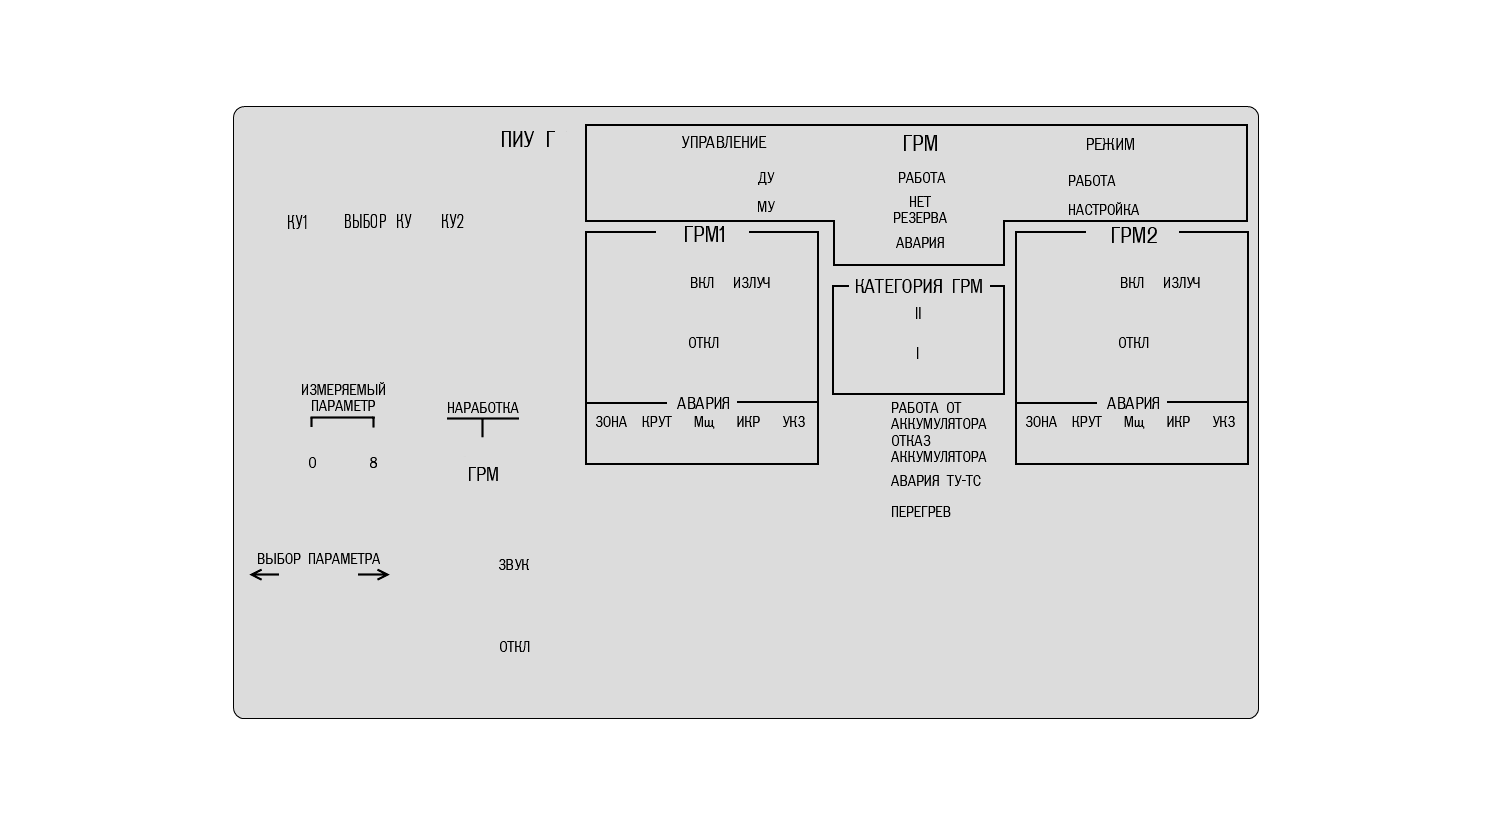 ПИУ Г
УПРАВЛЕНИЕ
ГРМ
РЕЖИМ
ДУ
РАБОТА
РАБОТА
МУ
НЕТ
РЕЗЕРВА
НАСТРОЙКА
АВАРИЯ
КУ1
ВЫБОР КУ
КУ2
ГРМ1
ВКЛ ИЗЛУЧ
ОТКЛ
АВАРИЯ
ЗОНА КРУТ Мщ ИКР УКЗ
КАТЕГОРИЯ ГРМ
II
I
ГРМ2
ВКЛ ИЗЛУЧ
ОТКЛ
АВАРИЯ
ЗОНА КРУТ Мщ ИКР УКЗ
ИЗМЕРЯЕМЫЙ
ПАРАМЕТР
0 8
НАРАБОТКА
ГРМ
РАБОТА ОТ
АККУМУЛЯТОРА
ОТКАЗ
АККУМУЛЯТОРА
АВАРИЯ ТУ-ТС
ПЕРЕГРЕВ
ВЫБОР ПАРАМЕТРА
ЗВУК
ОТКЛ